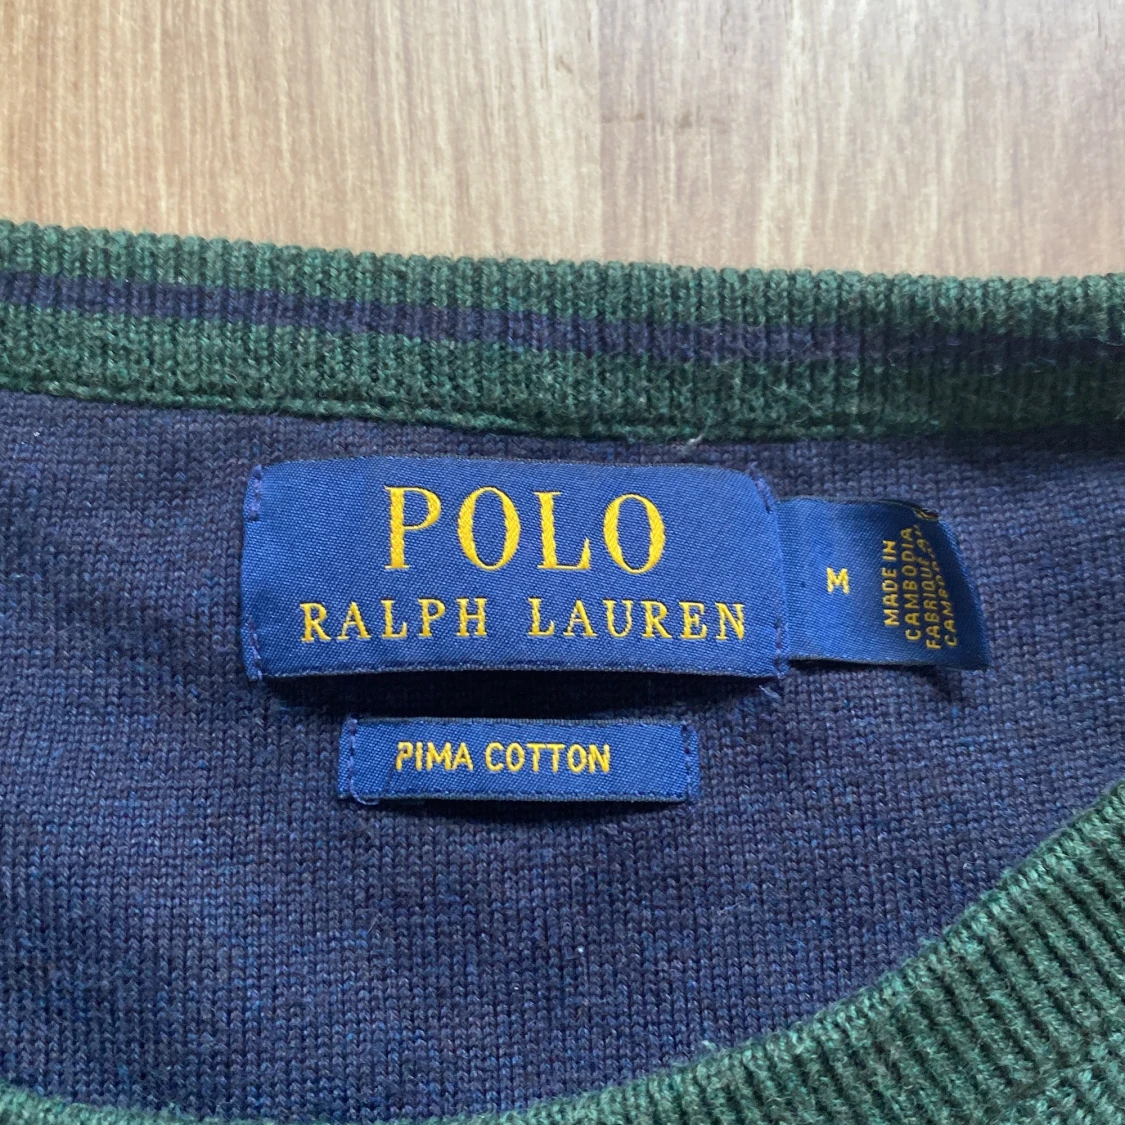 POLO
RALPH LAUREN
M
MADE IN
CAMBODIA
PIMA COTTON